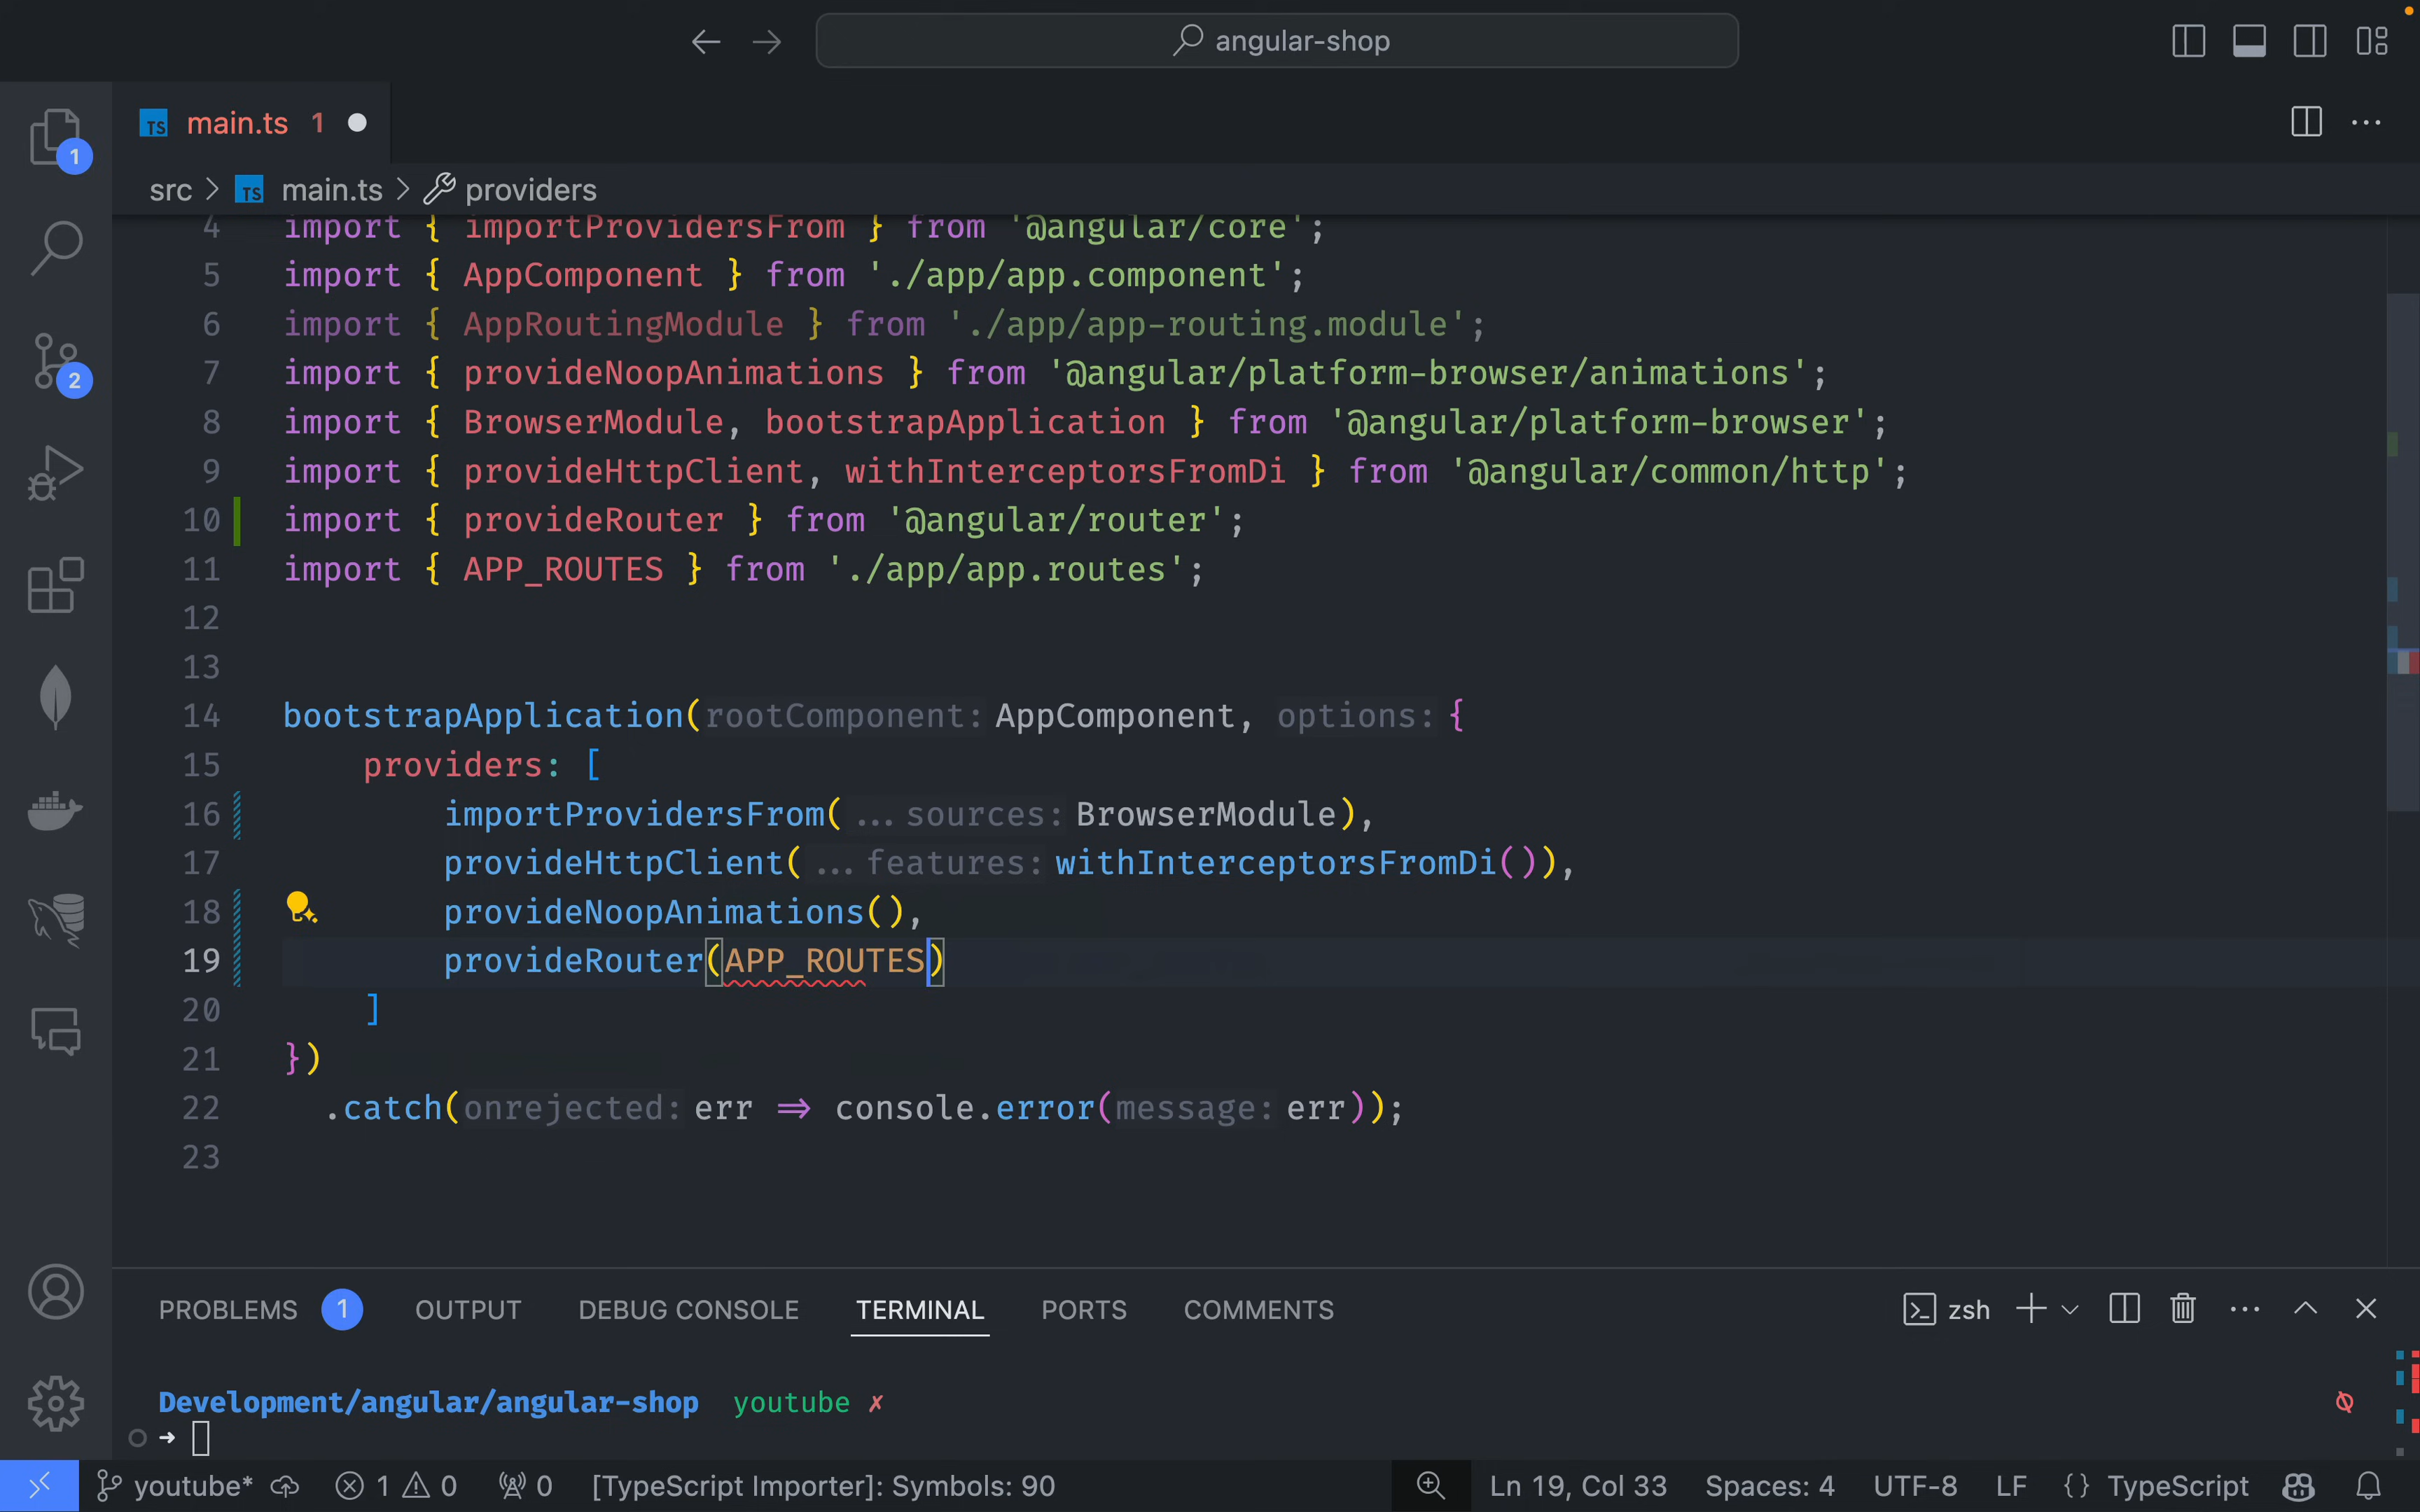 angular-shop
TS main.ts 1
src > TS main.ts > providers
4 import { importProvidersFrom } from '@angular/core';
5 import { AppComponent } from './app/app.component';
6 import { AppRoutingModule } from './app/app-routing.module';
7 import { provideNoopAnimations } from '@angular/platform-browser/animations';
8 import { BrowserModule, bootstrapApplication } from '@angular/platform-browser';
9 import { provideHttpClient, withInterceptorsFromDi } from '@angular/common/http';
10 import { provideRouter } from '@angular/router';
11 import { APP_ROUTES } from './app/app.routes';
12
13
14 bootstrapApplication(rootComponent: AppComponent, options: {
15 providers: [
16 importProvidersFrom( ...sources: BrowserModule),
17 provideHttpClient( ...features: withInterceptorsFromDi()),
18 provideNoopAnimations(),
19 provideRouter(APP_ROUTES)
20 ]
21 })
22 .catch(onrejected: err => console.error(message: err));
23
1
2
PROBLEMS 1 OUTPUT DEBUG CONSOLE TERMINAL PORTS COMMENTS zsh
Development/angular/angular-shop youtube ✗
➜
youtube* 1 0 0 [TypeScript Importer]: Symbols: 90 Ln 19, Col 33 Spaces: 4 UTF-8 LF {} TypeScript